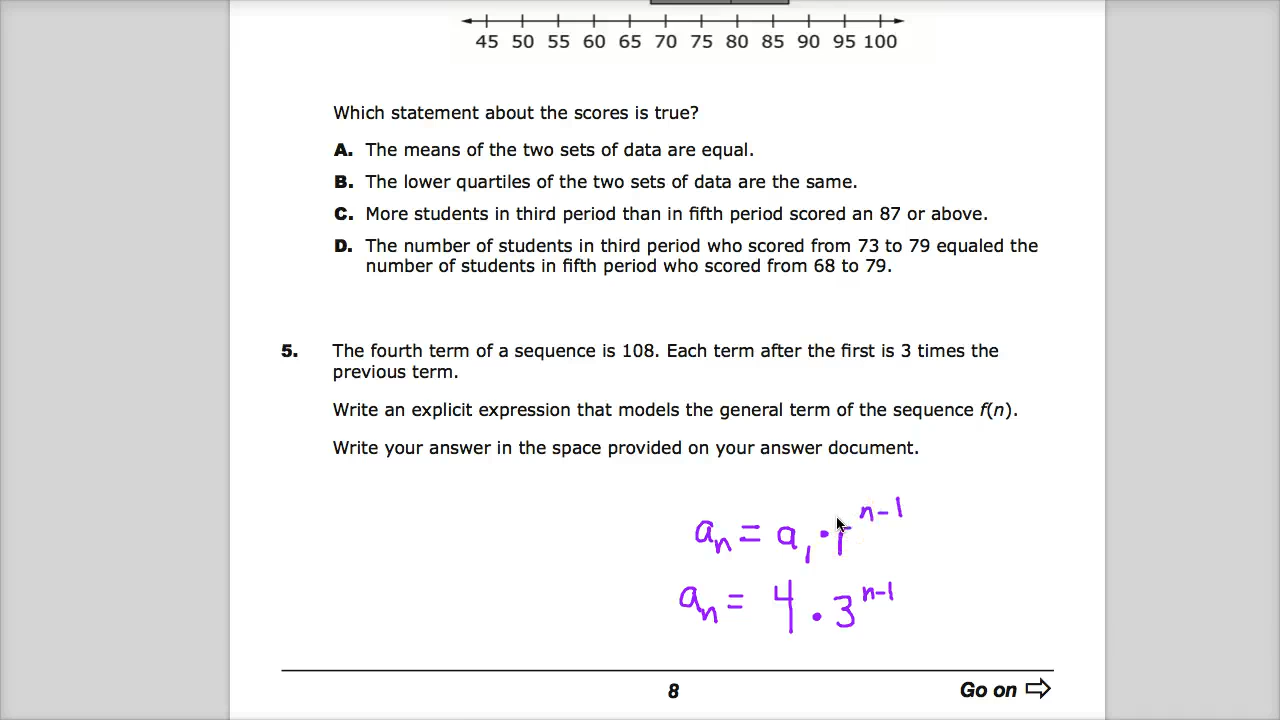 45 50 55 60 65 70 75 80 85 90 95 100
Which statement about the scores is true?
A. The means of the two sets of data are equal.
B. The lower quartiles of the two sets of data are the same.
C. More students in third period than in fifth period scored an 87 or above.
D. The number of students in third period who scored from 73 to 79 equaled the
number of students in fifth period who scored from 68 to 79.
5. The fourth term of a sequence is 108. Each term after the first is 3 times the
previous term.
Write an explicit expression that models the general term of the sequence f(n).
Write your answer in the space provided on your answer document.
aₙ = a₁ · r^(n-1)
aₙ = 4 · 3^(n-1)
8
Go on